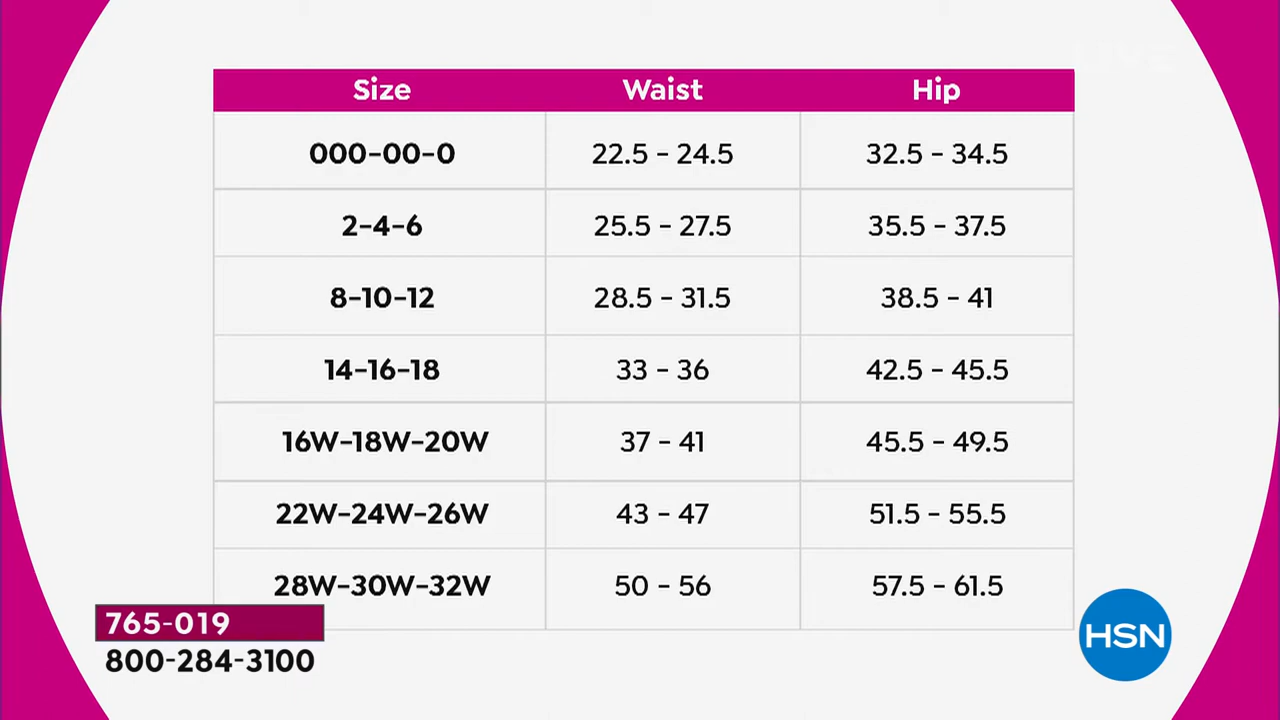 Size Waist Hip
000-00-0 22.5 - 24.5 32.5 - 34.5
2-4-6 25.5 - 27.5 35.5 - 37.5
8-10-12 28.5 - 31.5 38.5 - 41
14-16-18 33 - 36 42.5 - 45.5
16W-18W-20W 37 - 41 45.5 - 49.5
22W-24W-26W 43 - 47 51.5 - 55.5
28W-30W-32W 50 - 56 57.5 - 61.5
765-019
800-284-3100
HSN